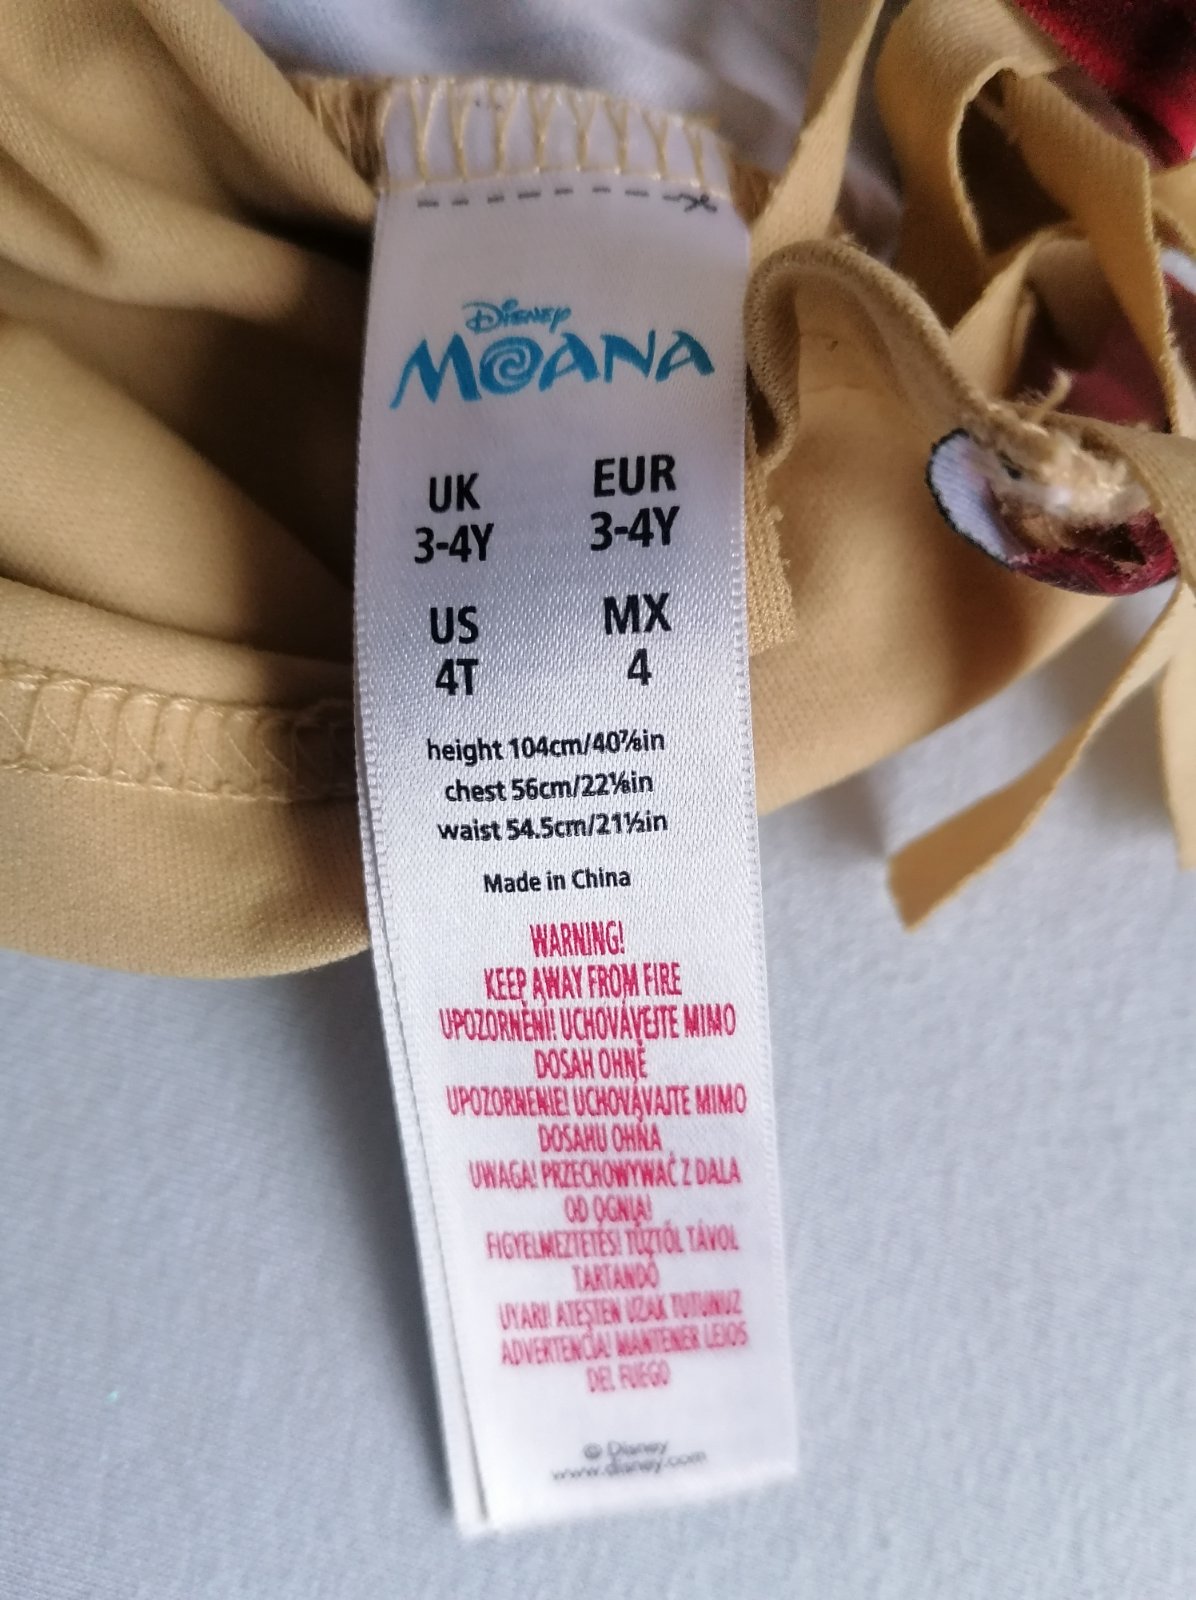 Disney
MOANA
UK EUR
3-4Y 3-4Y
US MX
4T 4
height 104cm/40⅞in
chest 56cm/22⅛in
waist 54.5cm/21½in
Made in China
WARNING!
KEEP AWAY FROM FIRE
UPOZORNĚNI! UCHOVÁVEJTE MIMO
DOSAH OHNĚ
UPOZORNENIE! UCHOVÁVAJTE MIMO
DOSAHU OHŇA
UWAGA! PRZECHOWYWAĆ Z DALA
OD OGNIA!
FIGYELMEZTETÉS! TŰZTŐL TÁVOL
TARTANDÓ
UYARI! ATEŞTEN UZAK TUTUNUZ
ADVERTENCIA! MANTENER LEJOS
DEL FUEGO
© Disney
www.disney.com